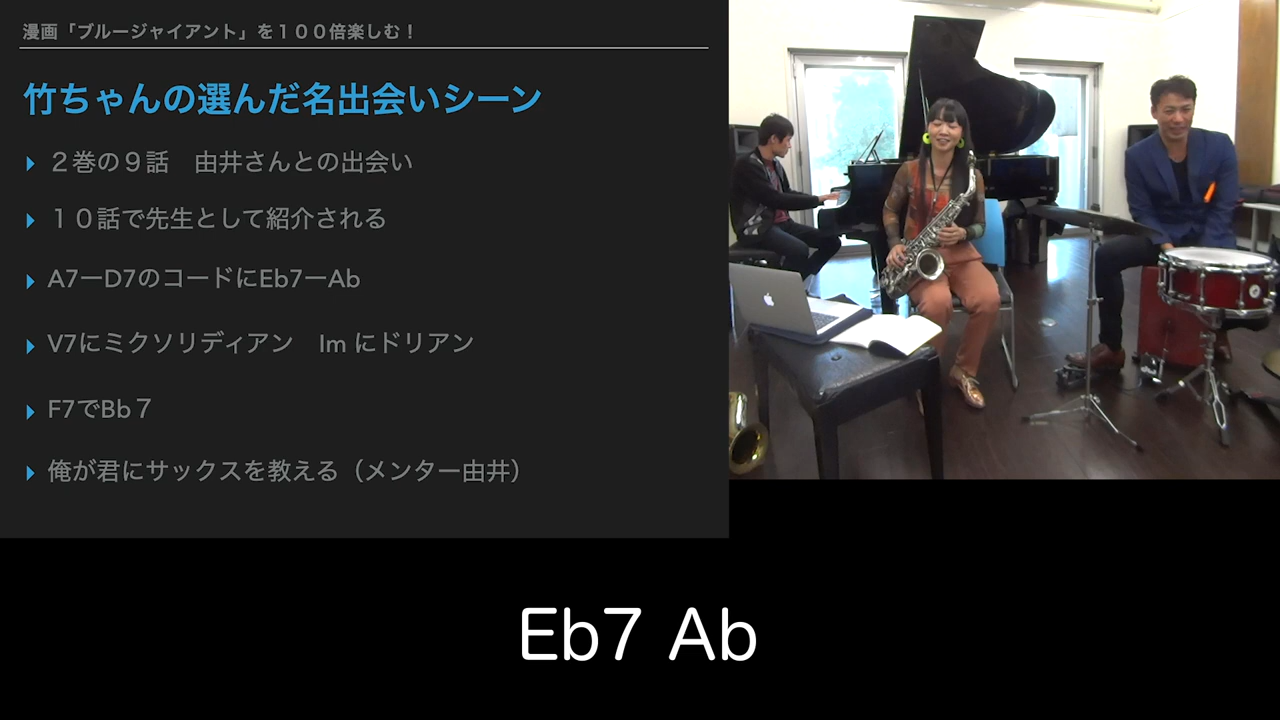 漫画「ブルージャイアント」を１００倍楽しむ！
竹ちゃんの選んだ名出会いシーン
２巻の９話　由井さんとの出会い
１０話で先生として紹介される
A7ーD7のコードにEb7ーAb
V7にミクソリディアン　Im にドリアン
F7でBb７
俺が君にサックスを教える（メンター由井）
Eb7 Ab